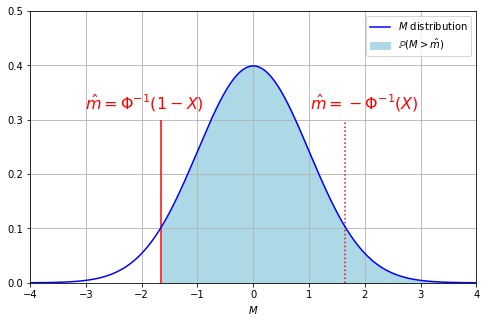 0.5
M distribution
ℙ(M > m̂)
0.4
m̂ = Φ⁻¹(1 − X)
m̂ = −Φ⁻¹(X)
0.3
0.2
0.1
0.0
−4 −3 −2 −1 0 1 2 3 4
M